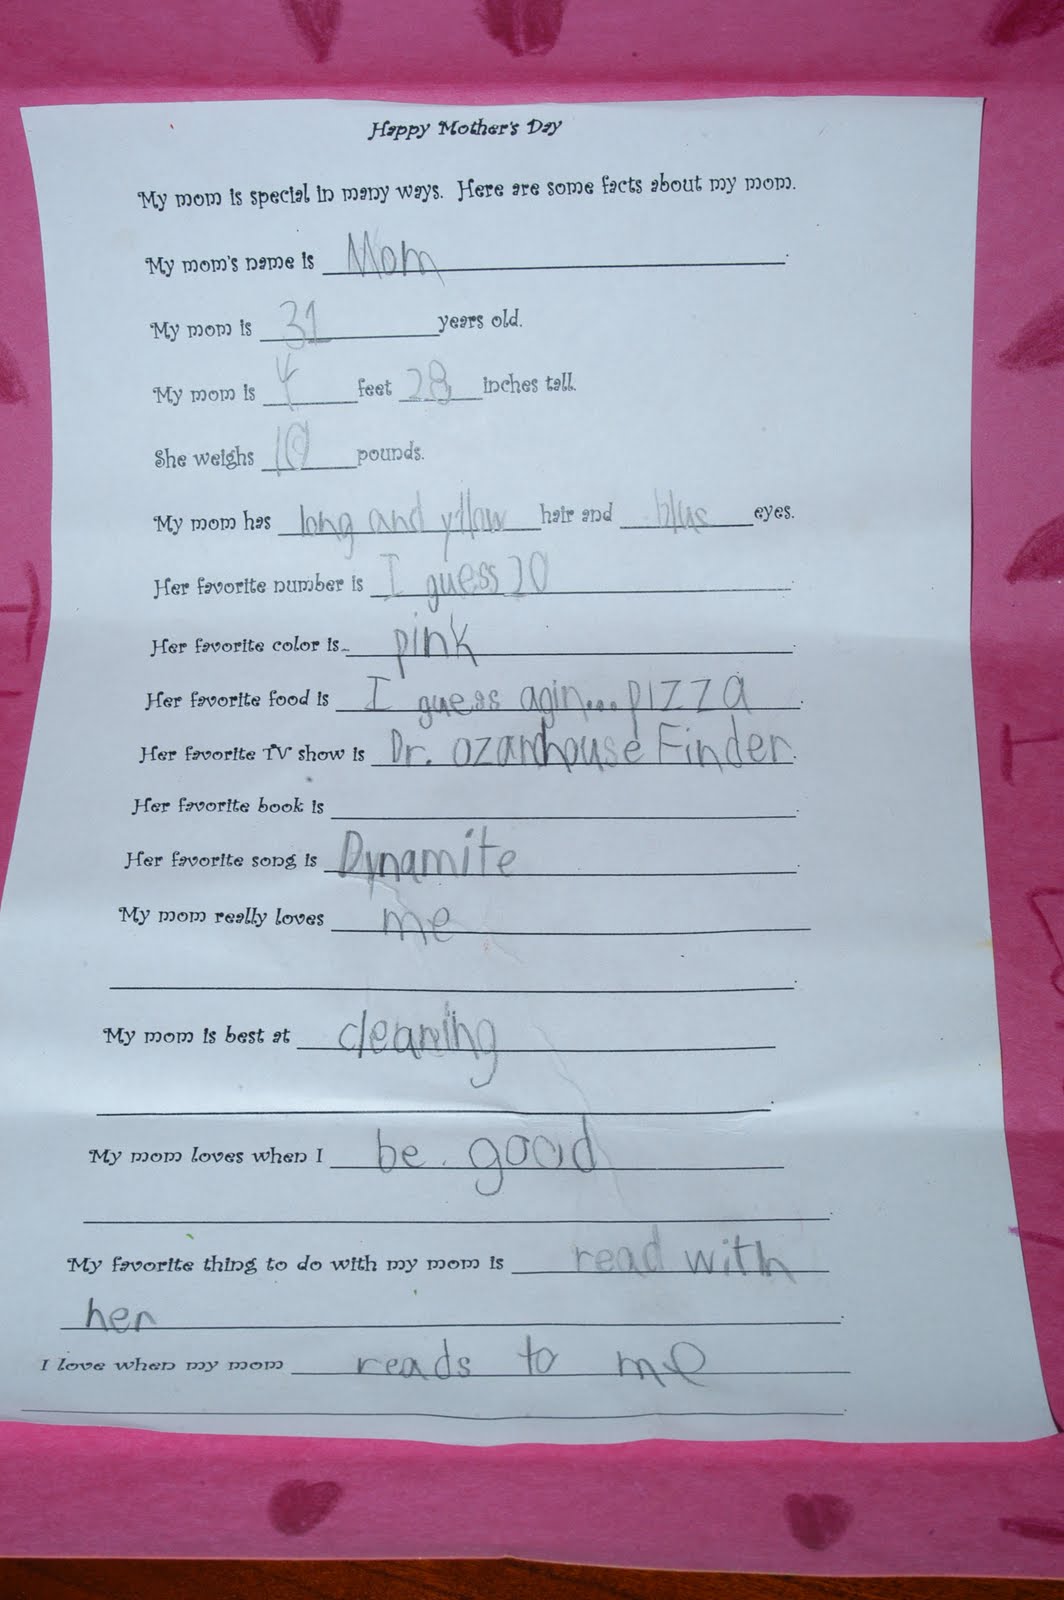 Happy Mother's Day
My mom is special in many ways. Here are some facts about my mom.
My mom's name is Mom.
My mom is 31 years old.
My mom is 4 feet 28 inches tall.
She weighs 10 pounds.
My mom has long and yllow hair and blue eyes.
Her favorite number is I guess 20.
Her favorite color is pink.
Her favorite food is I guess agin...pizza.
Her favorite TV show is Dr. oz and house Finder.
Her favorite book is
Her favorite song is Dynamite.
My mom really loves me
My mom is best at cleaning
My mom loves when I be good
My favorite thing to do with my mom is read with
her.
I love when my mom reads to me